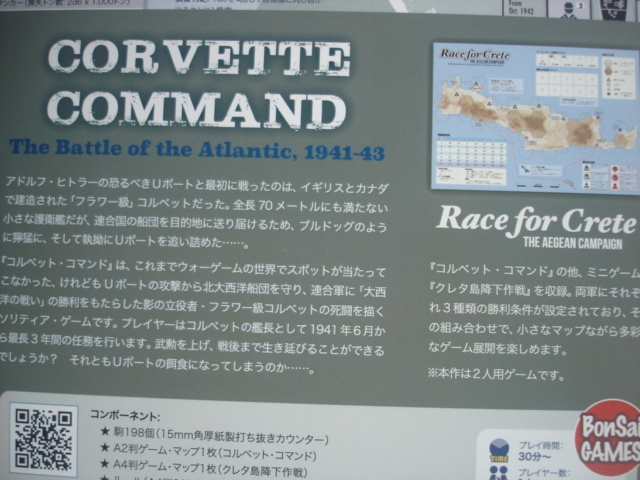 From
Oct 1942
CORVETTE
COMMAND
The Battle of the Atlantic, 1941-43
アドルフ・ヒトラーの恐るべきUボートと最初に戦ったのは、イギリスとカナダ
で建造された「フラワー級」コルベットだった。全長70メートルにも満たない
小さな護衛艦だが、連合国の船団を目的地に送り届けるため、ブルドッグのよう
に獰猛に、そして執拗にUボートを追い詰めた……。
『コルベット・コマンド』は、これまでウォーゲームの世界でスポットが当たって
こなかった、けれどもUボートの攻撃から北大西洋船団を守り、連合軍に「大西
洋の戦い」の勝利をもたらした影の立役者・フラワー級コルベットの死闘を描く
ソリティア・ゲームです。プレイヤーはコルベットの艦長として1941年6月か
ら最長3年間の任務を行います。武勲を上げ、戦後まで生き延びることができる
でしょうか? それともUボートの餌食になってしまうのか……。
Race for Crete
THE AEGEAN CAMPAIGN
Race for Crete
THE AEGEAN CAMPAIGN
『コルベット・コマンド』の他、ミニゲーム
『クレタ島降下作戦』を収録。両軍にそれぞ
れ3種類の勝利条件が設定されており、そ
の組み合わせで、小さなマップながら多彩
なゲーム展開を楽しめます。
※本作は2人用ゲームです。
コンポーネント:
★ 駒198個(15mm角厚紙製打ち抜きカウンター)
★ A2判ゲーム・マップ1枚(コルベット・コマンド)
★ A4判ゲーム・マップ1枚(クレタ島降下作戦)
BonSai
GAMES
TIME
プレイ時間:
30分〜
プレイヤー数: